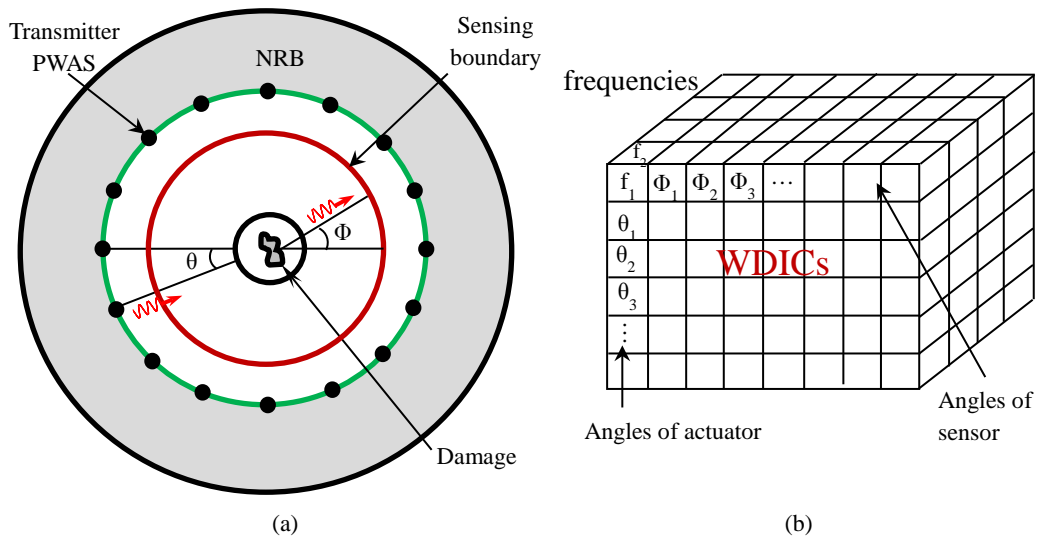 Transmitter
PWAS
NRB
Sensing
boundary
θ
Φ
Damage
(a)
frequencies
f2
f1 Φ1 Φ2 Φ3 ...
θ1
θ2
θ3
⋮
WDICs
Angles of actuator
Angles of
sensor
(b)